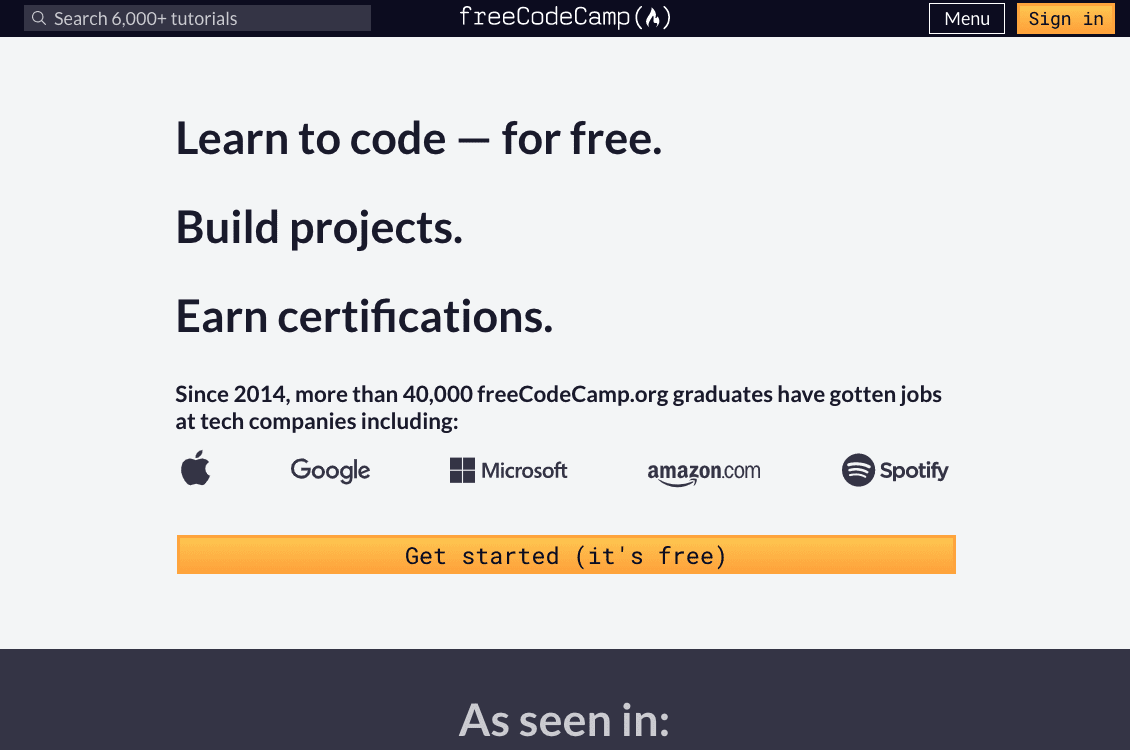 Search 6,000+ tutorials
freeCodeCamp
Menu
Sign in
Learn to code — for free.
Build projects.
Earn certifications.
Since 2014, more than 40,000 freeCodeCamp.org graduates have gotten jobs
at tech companies including:
Google
Microsoft
amazon.com
Spotify
Get started (it's free)
As seen in: